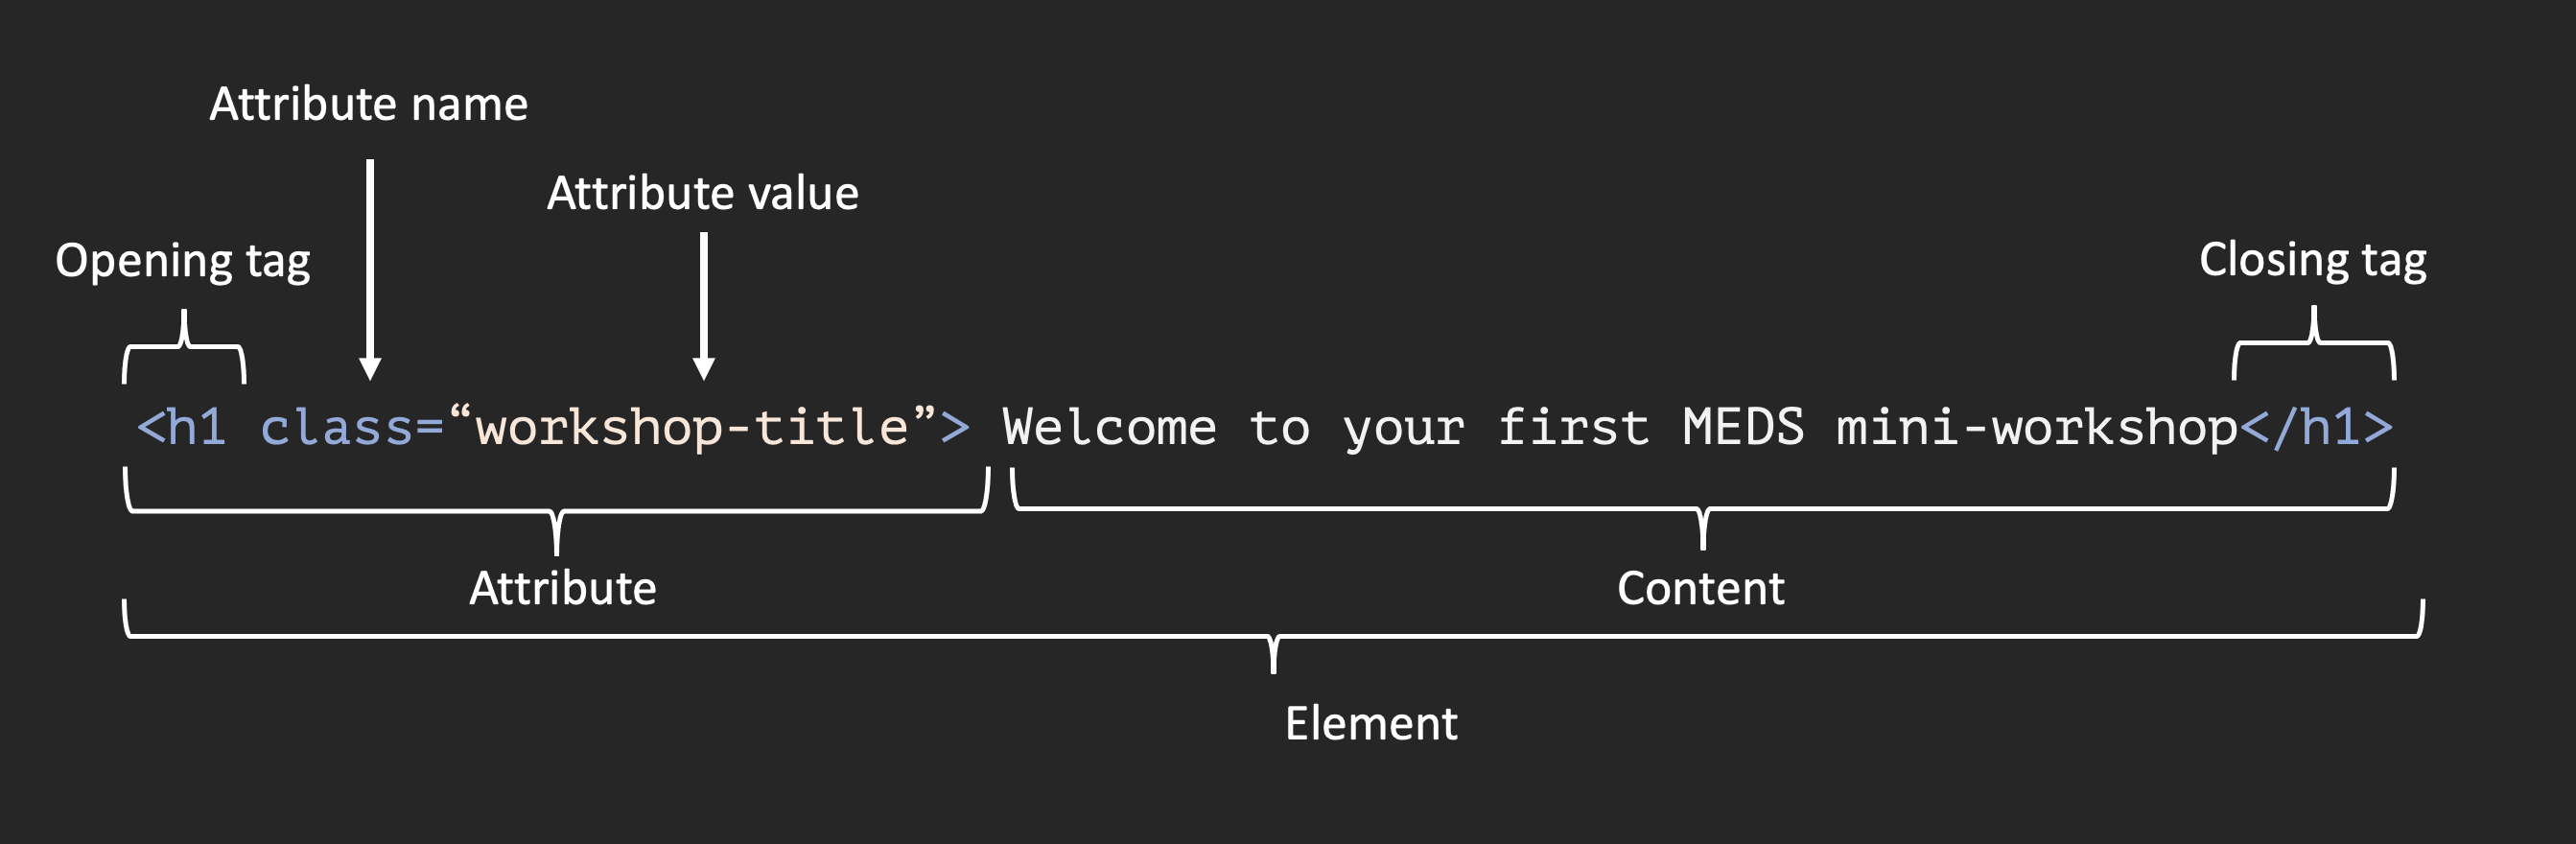 Attribute name
Attribute value
Opening tag
Closing tag
<h1 class=“workshop-title”> Welcome to your first MEDS mini-workshop</h1>
Attribute
Content
Element